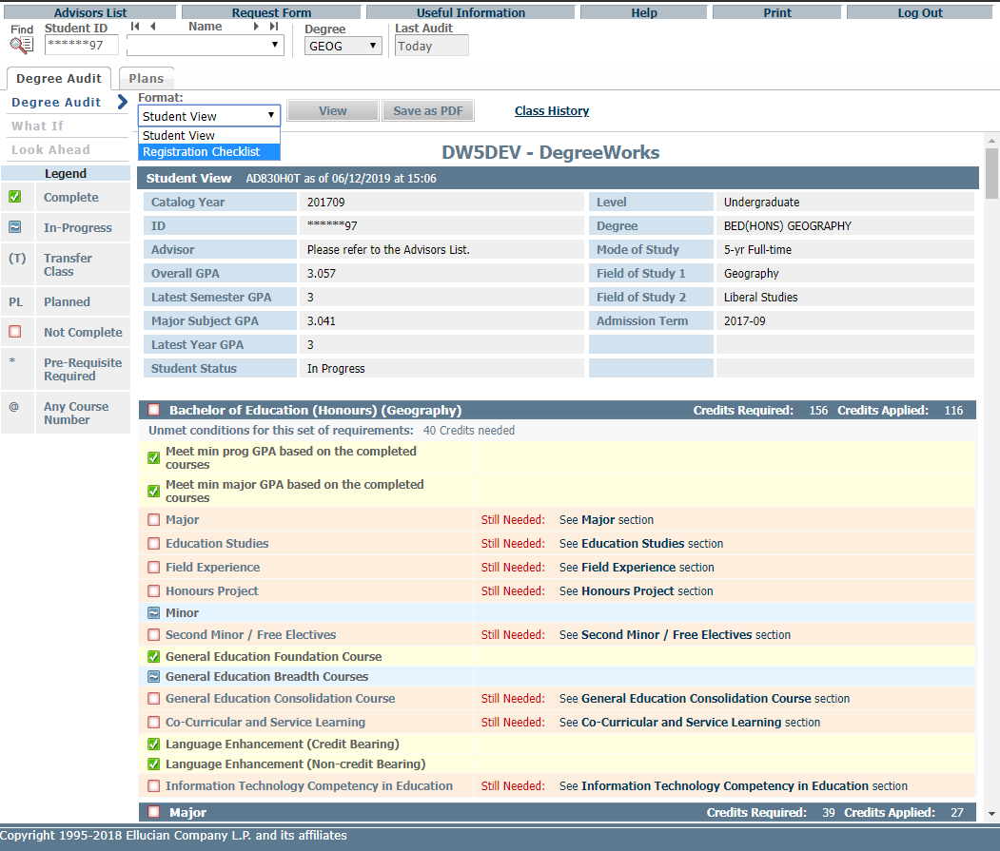 Advisors List Request Form Useful Information Help Print Log Out
Find Student ID Name Degree Last Audit
******97 GEOG Today
Degree Audit Plans
Degree Audit
What If
Look Ahead
Format:
Student View View Save as PDF Class History
Student View
Registration Checklist
Legend
Complete
In-Progress
(T) Transfer
Class
PL Planned
Not Complete
* Pre-Requisite
Required
@ Any Course
Number
DW5DEV - DegreeWorks
Student View AD830H0T as of 06/12/2019 at 15:06
Catalog Year 201709 Level Undergraduate
ID ******97 Degree BED(HONS) GEOGRAPHY
Advisor Please refer to the Advisors List. Mode of Study 5-yr Full-time
Overall GPA 3.057 Field of Study 1 Geography
Latest Semester GPA 3 Field of Study 2 Liberal Studies
Major Subject GPA 3.041 Admission Term 2017-09
Latest Year GPA 3
Student Status In Progress
Bachelor of Education (Honours) (Geography) Credits Required: 156 Credits Applied: 116
Unmet conditions for this set of requirements: 40 Credits needed
Meet min prog GPA based on the completed
courses
Meet min major GPA based on the completed
courses
Major Still Needed: See Major section
Education Studies Still Needed: See Education Studies section
Field Experience Still Needed: See Field Experience section
Honours Project Still Needed: See Honours Project section
Minor
Second Minor / Free Electives Still Needed: See Second Minor / Free Electives section
General Education Foundation Course
General Education Breadth Courses
General Education Consolidation Course Still Needed: See General Education Consolidation Course section
Co-Curricular and Service Learning Still Needed: See Co-Curricular and Service Learning section
Language Enhancement (Credit Bearing)
Language Enhancement (Non-credit Bearing)
Information Technology Competency in Education Still Needed: See Information Technology Competency in Education section
Major Credits Required: 39 Credits Applied: 27
Copyright 1995-2018 Ellucian Company L.P. and its affiliates